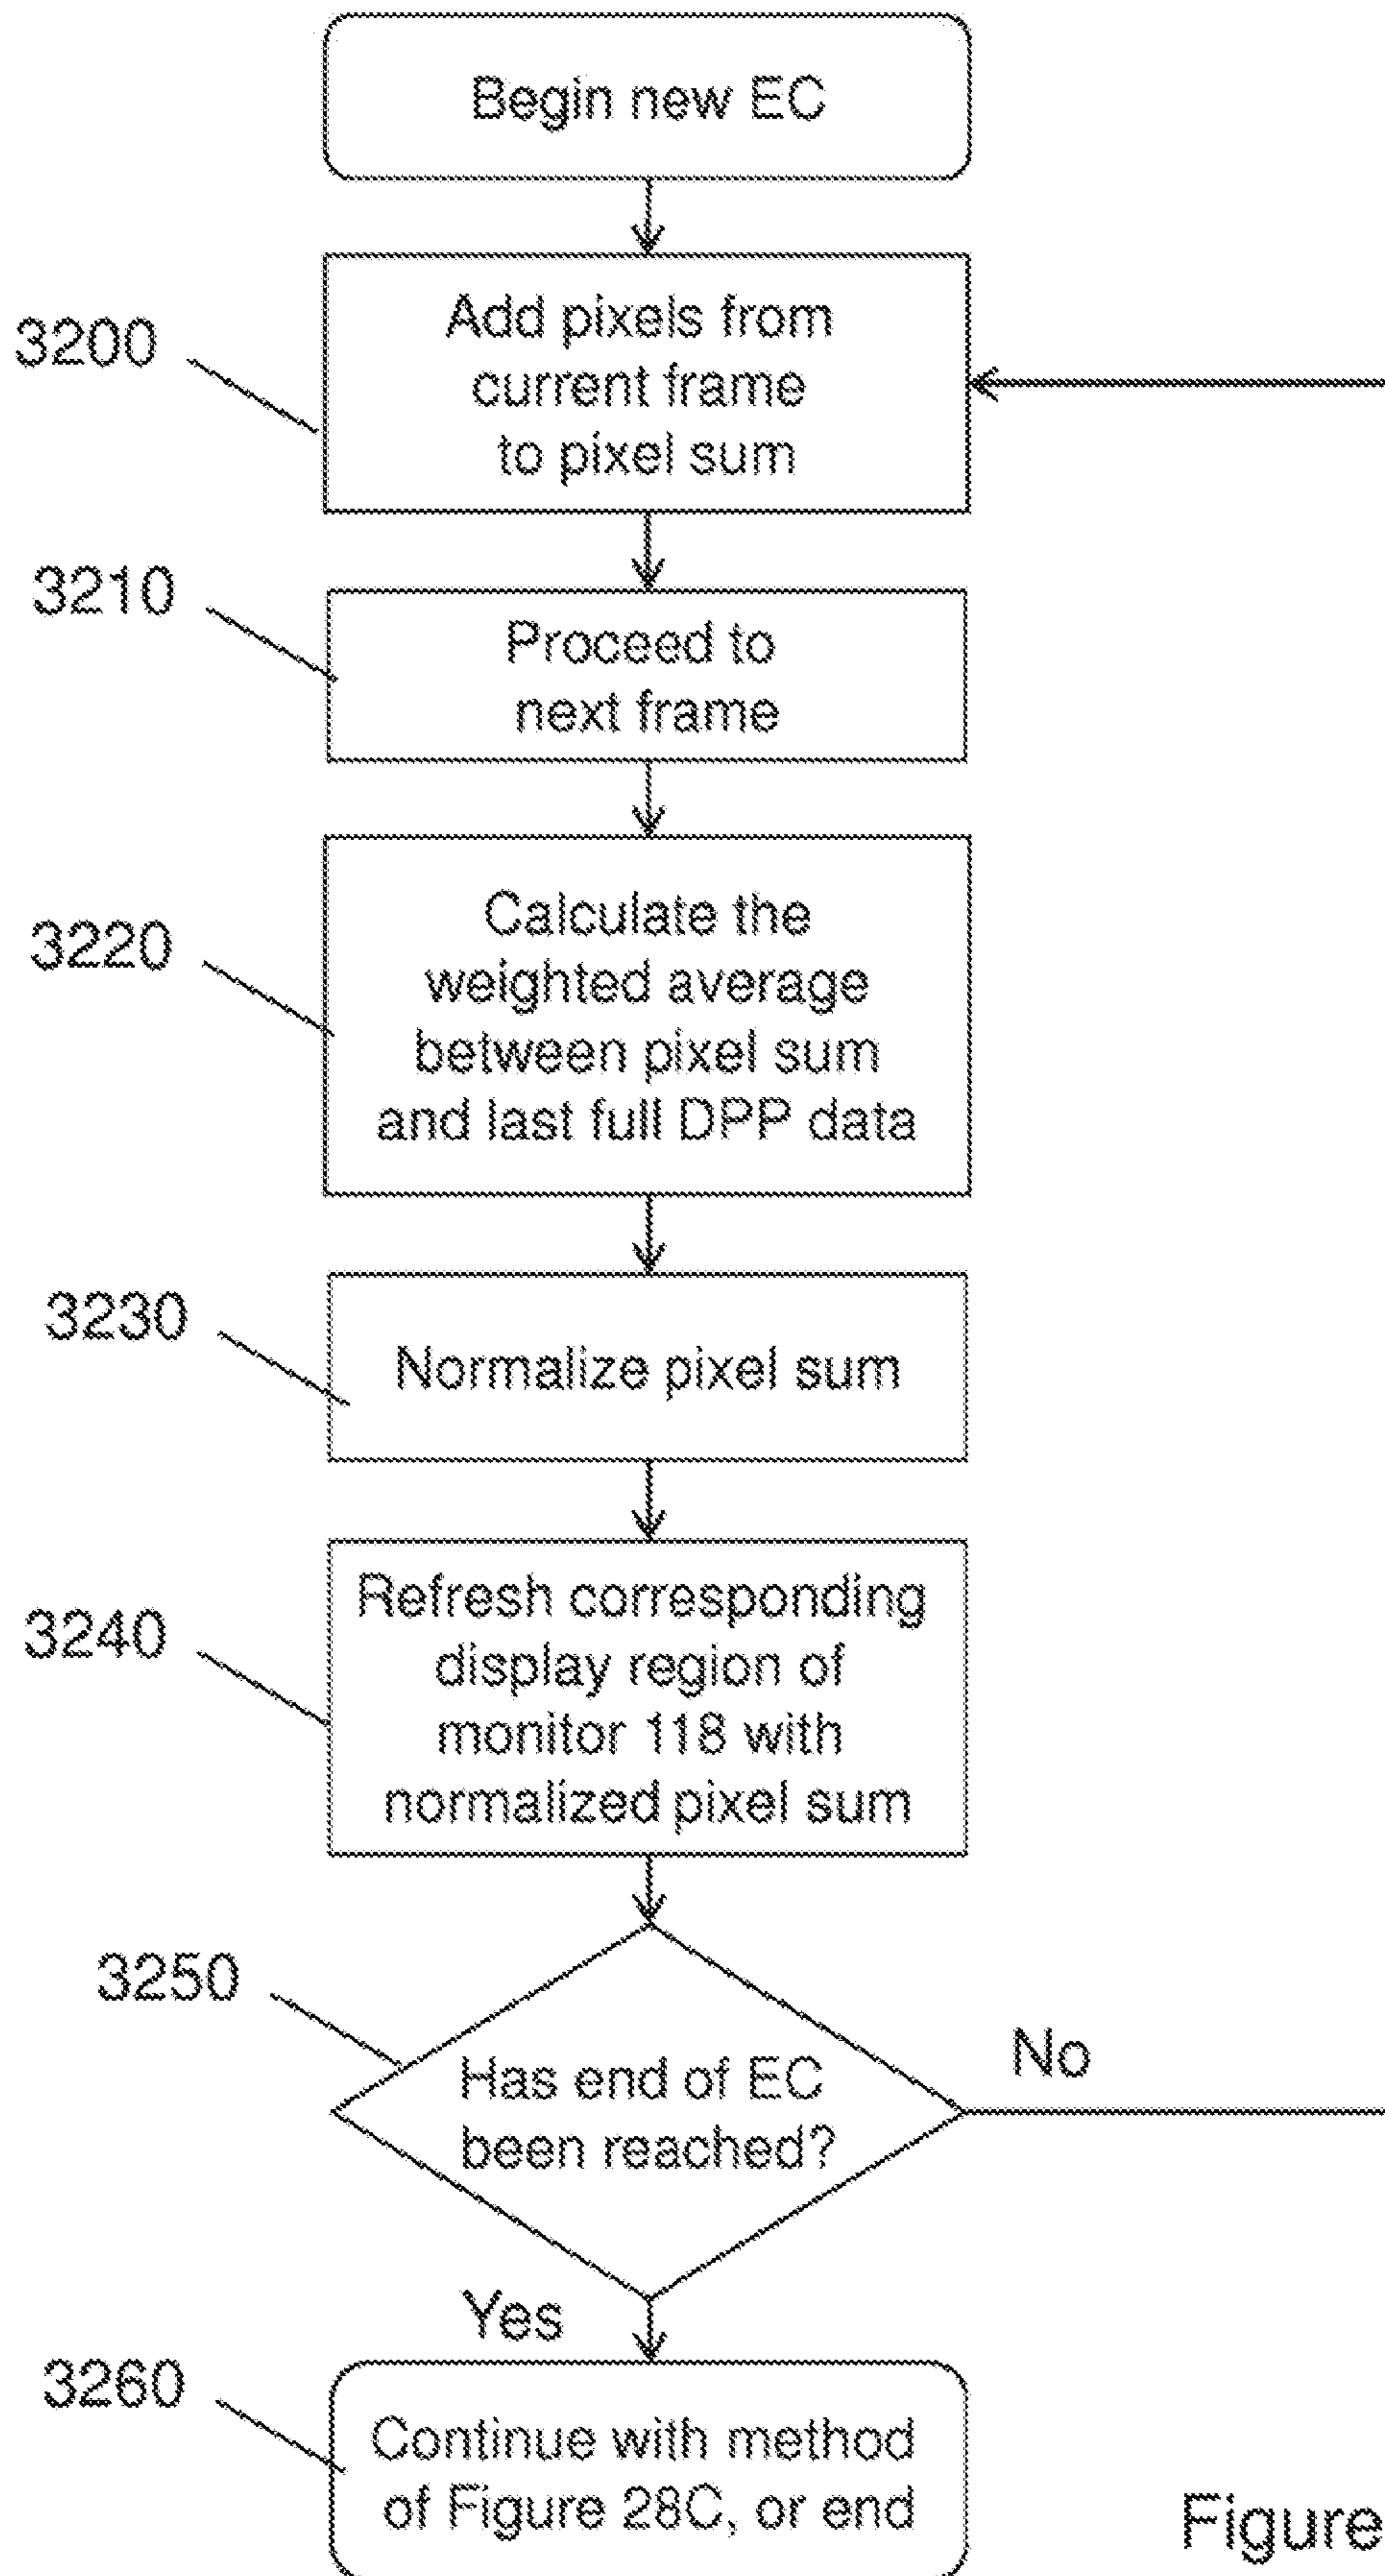 Begin new EC
3200
Add pixels from
current frame
to pixel sum
3210
Proceed to
next frame
3220
Calculate the
weighted average
between pixel sum
and last full DPP data
3230
Normalize pixel sum
3240
Refresh corresponding
display region of
monitor 118 with
normalized pixel sum
3250
Has end of EC
been reached?
No
Yes
3260
Continue with method
of Figure 28C, or end
Figure